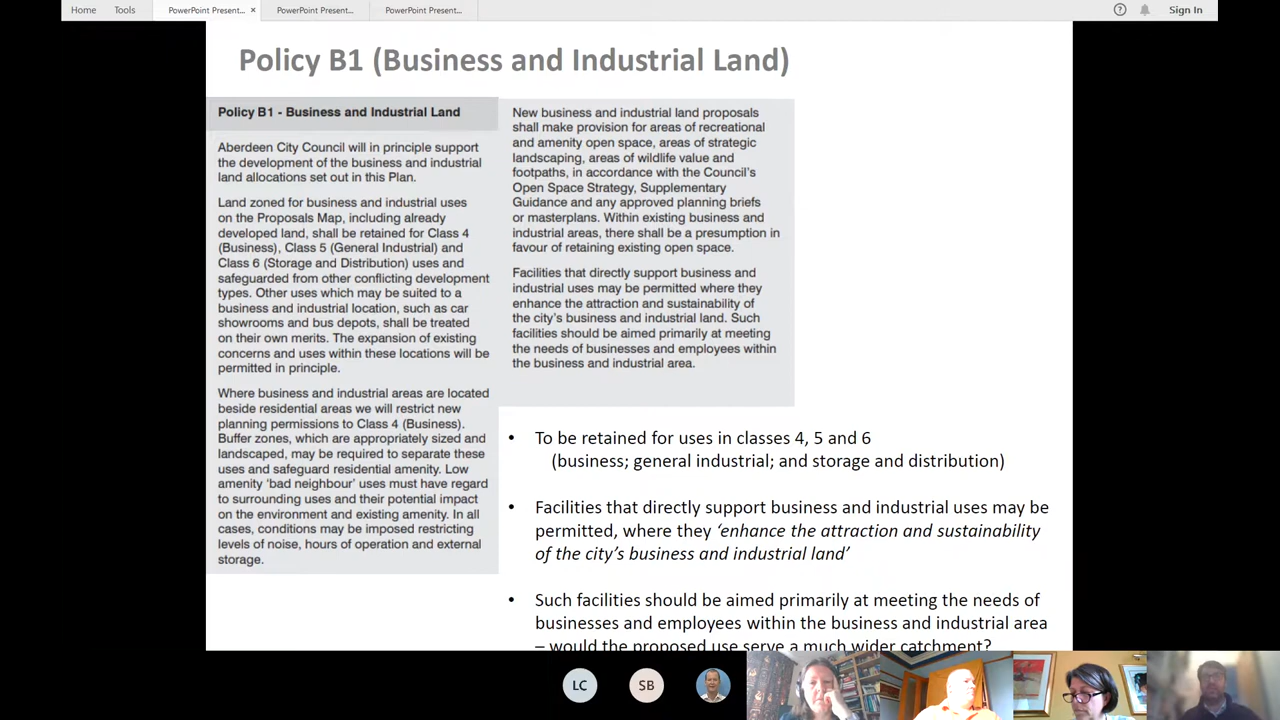 Home
Tools
PowerPoint Present...
×
PowerPoint Present...
PowerPoint Present...
?
Sign In
Policy B1 (Business and Industrial Land)
Policy B1 - Business and Industrial Land
Aberdeen City Council will in principle support
the development of the business and industrial
land allocations set out in this Plan.
Land zoned for business and industrial uses
on the Proposals Map, including already
developed land, shall be retained for Class 4
(Business), Class 5 (General Industrial) and
Class 6 (Storage and Distribution) uses and
safeguarded from other conflicting development
types. Other uses which may be suited to a
business and industrial location, such as car
showrooms and bus depots, shall be treated
on their own merits. The expansion of existing
concerns and uses within these locations will be
permitted in principle.
Where business and industrial areas are located
beside residential areas we will restrict new
planning permissions to Class 4 (Business).
Buffer zones, which are appropriately sized and
landscaped, may be required to separate these
uses and safeguard residential amenity. Low
amenity ‘bad neighbour’ uses must have regard
to surrounding uses and their potential impact
on the environment and existing amenity. In all
cases, conditions may be imposed restricting
levels of noise, hours of operation and external
storage.
New business and industrial land proposals
shall make provision for areas of recreational
and amenity open space, areas of strategic
landscaping, areas of wildlife value and
footpaths, in accordance with the Council’s
Open Space Strategy, Supplementary
Guidance and any approved planning briefs
or masterplans. Within existing business and
industrial areas, there shall be a presumption in
favour of retaining existing open space.
Facilities that directly support business and
industrial uses may be permitted where they
enhance the attraction and sustainability of
the city’s business and industrial land. Such
facilities should be aimed primarily at meeting
the needs of businesses and employees within
the business and industrial area.
• To be retained for uses in classes 4, 5 and 6
(business; general industrial; and storage and distribution)
• Facilities that directly support business and industrial uses may be
permitted, where they ‘enhance the attraction and sustainability
of the city’s business and industrial land’
• Such facilities should be aimed primarily at meeting the needs of
businesses and employees within the business and industrial area
– would the proposed use serve a much wider catchment?
LC
SB